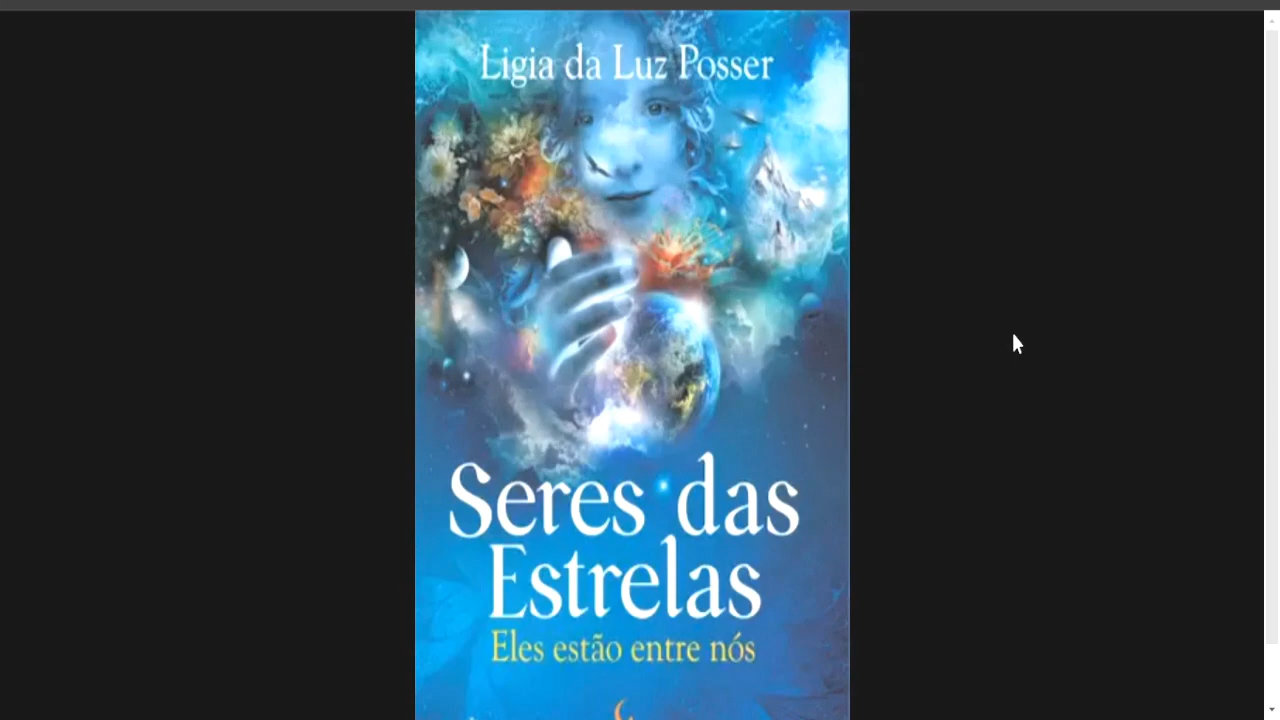 Ligia da Luz Posser
Seres das
Estrelas
Eles estão entre nós